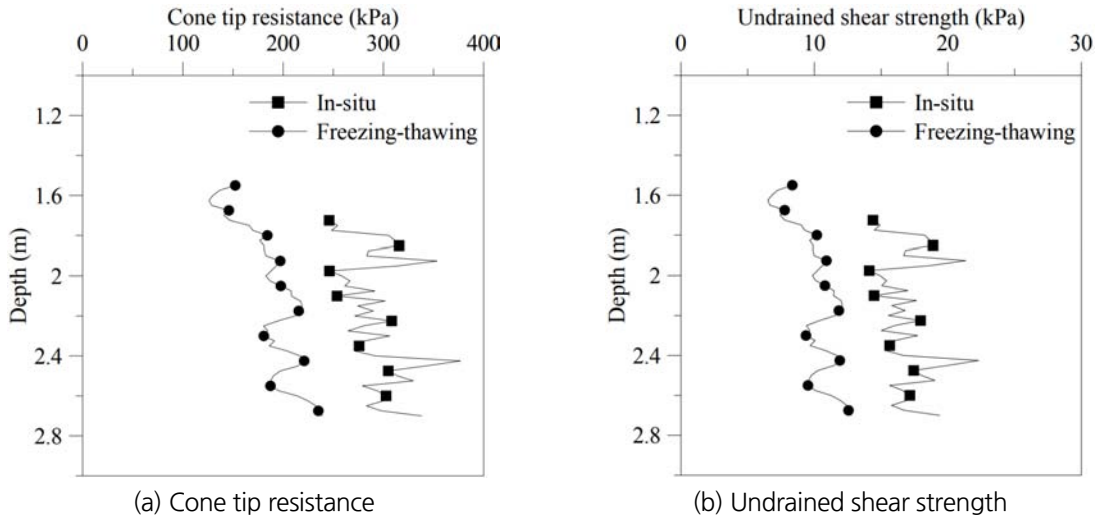 Cone tip resistance (kPa)
0 100 200 300 400
In-situ
Freezing-thawing
Depth (m)
1.2
1.6
2
2.4
2.8
(a) Cone tip resistance
Undrained shear strength (kPa)
0 10 20 30
In-situ
Freezing-thawing
Depth (m)
1.2
1.6
2
2.4
2.8
(b) Undrained shear strength